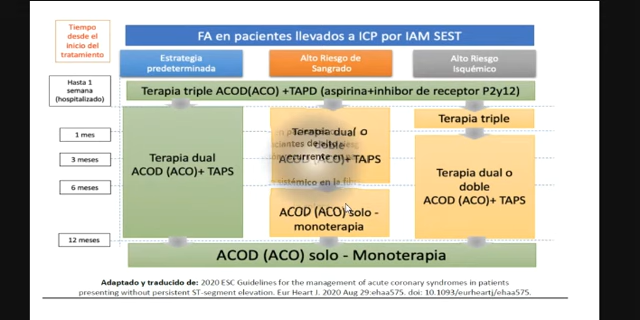 FA en pacientes llevados a ICP por IAM SEST
Tiempo
desde el
inicio del
tratamiento
Estrategia
predeterminada
Alto Riesgo de
Sangrado
Alto Riesgo
Isquémico
Hasta 1
semana
(hospitalizado)
Terapia triple ACOD(ACO) +TAPD (aspirina+inhibor de receptor P2y12)
1 mes
3 meses
6 meses
12 meses
Terapia dual
ACOD (ACO)+ TAPS
Terapia dual o
doble
ACOD (ACO)+ TAPS
ACOD (ACO) solo -
monoterapia
Terapia triple
Terapia dual o
doble
ACOD (ACO)+ TAPS
ACOD (ACO) solo - Monoterapia
Adaptado y traducido de: 2020 ESC Guidelines for the management of acute coronary syndromes in patients
presenting without persistent ST-segment elevation. Eur Heart J. 2020 Aug 29:ehaa575. doi: 10.1093/eurheartj/ehaa575.